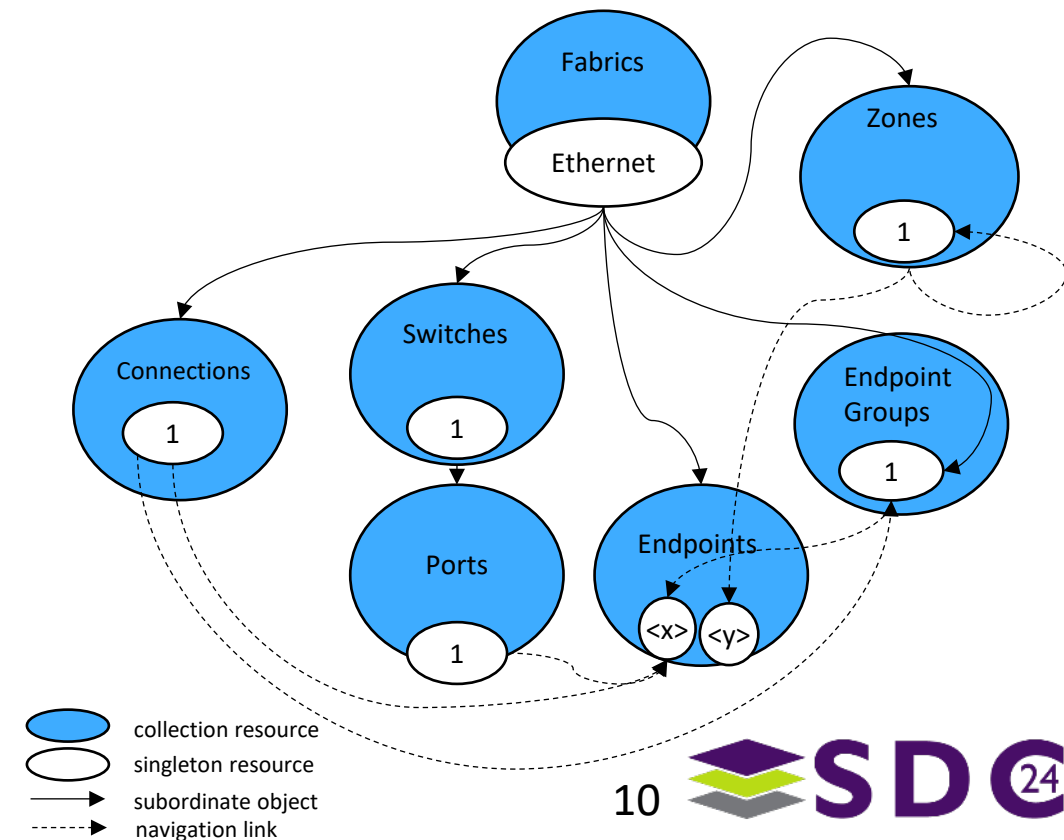 Fabrics
Ethernet
Zones
1
Connections
1
Switches
1
Endpoint
Groups
1
Ports
1
Endpoints
<x>
<y>
collection resource
singleton resource
subordinate object
navigation link
10
SDC
24